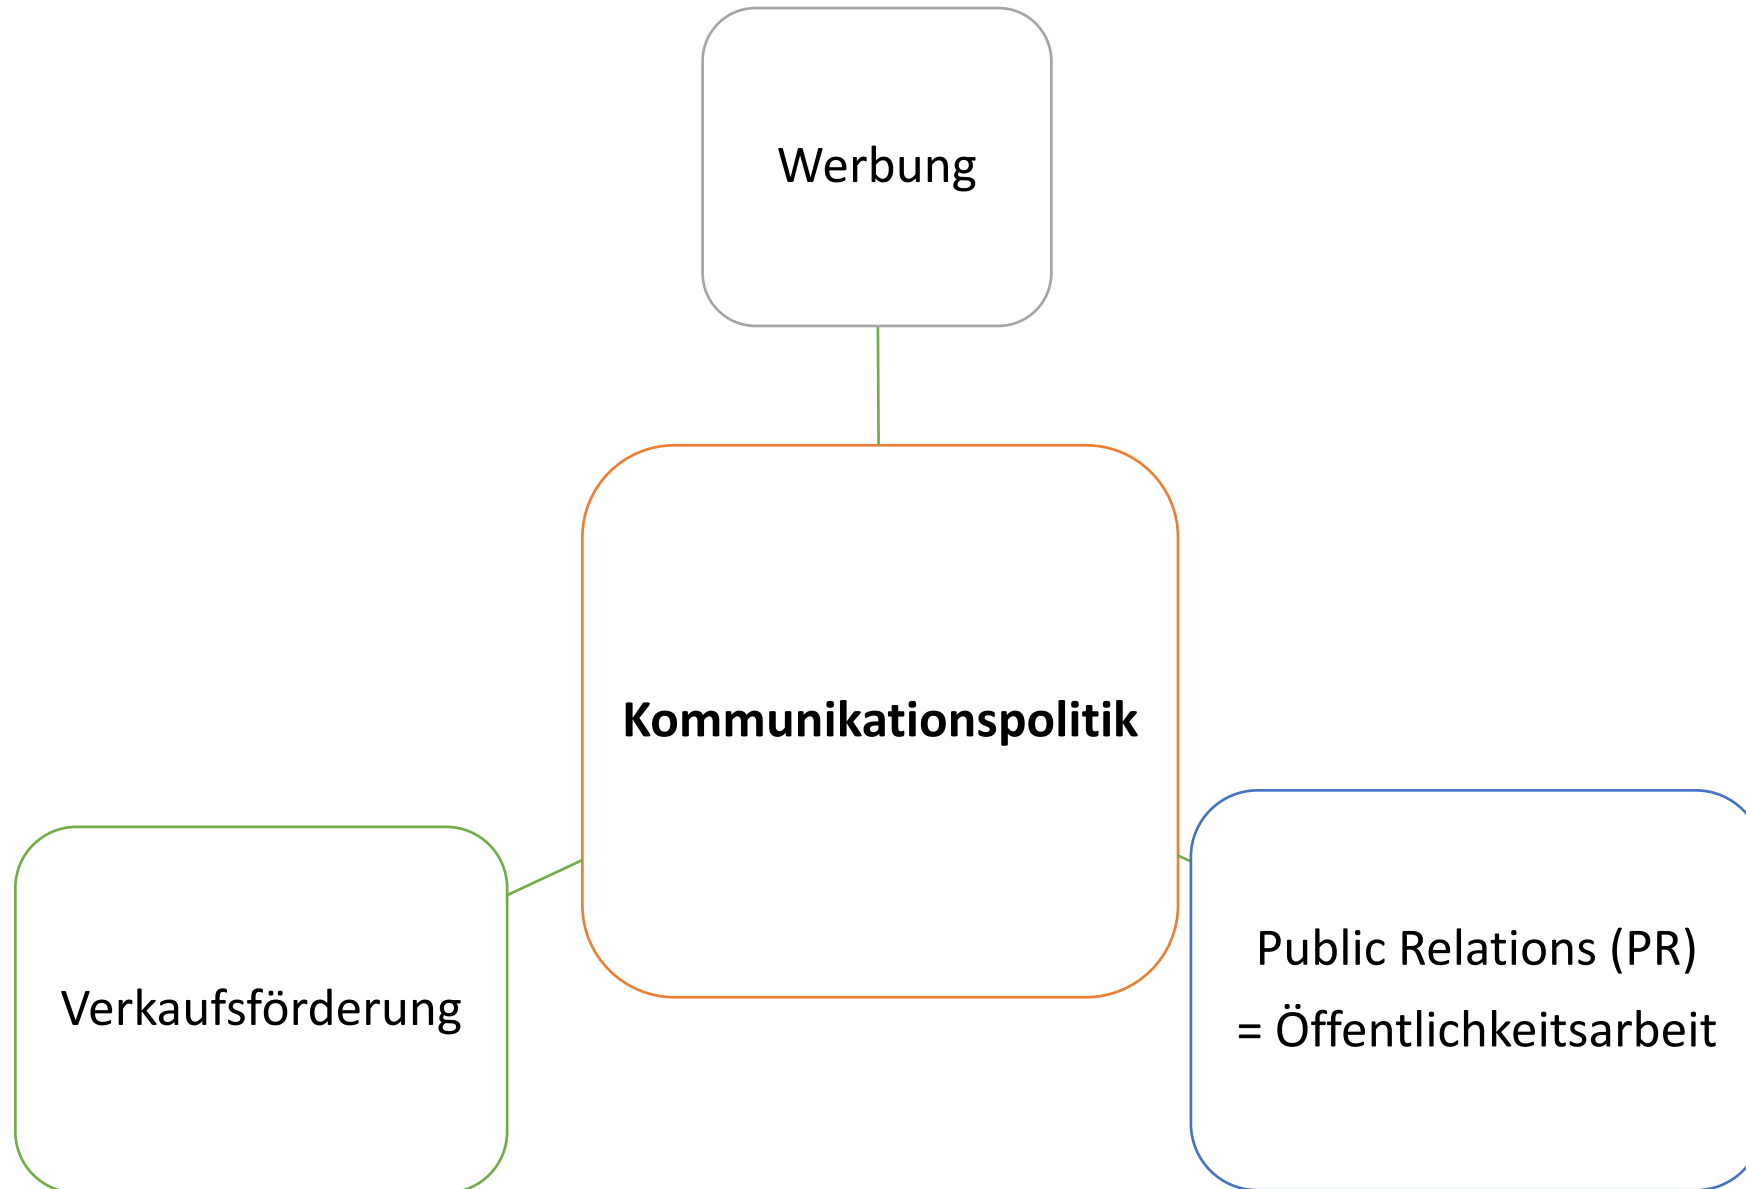 Werbung
Kommunikationspolitik
Verkaufsförderung
Public Relations (PR)
= Öffentlichkeitsarbeit